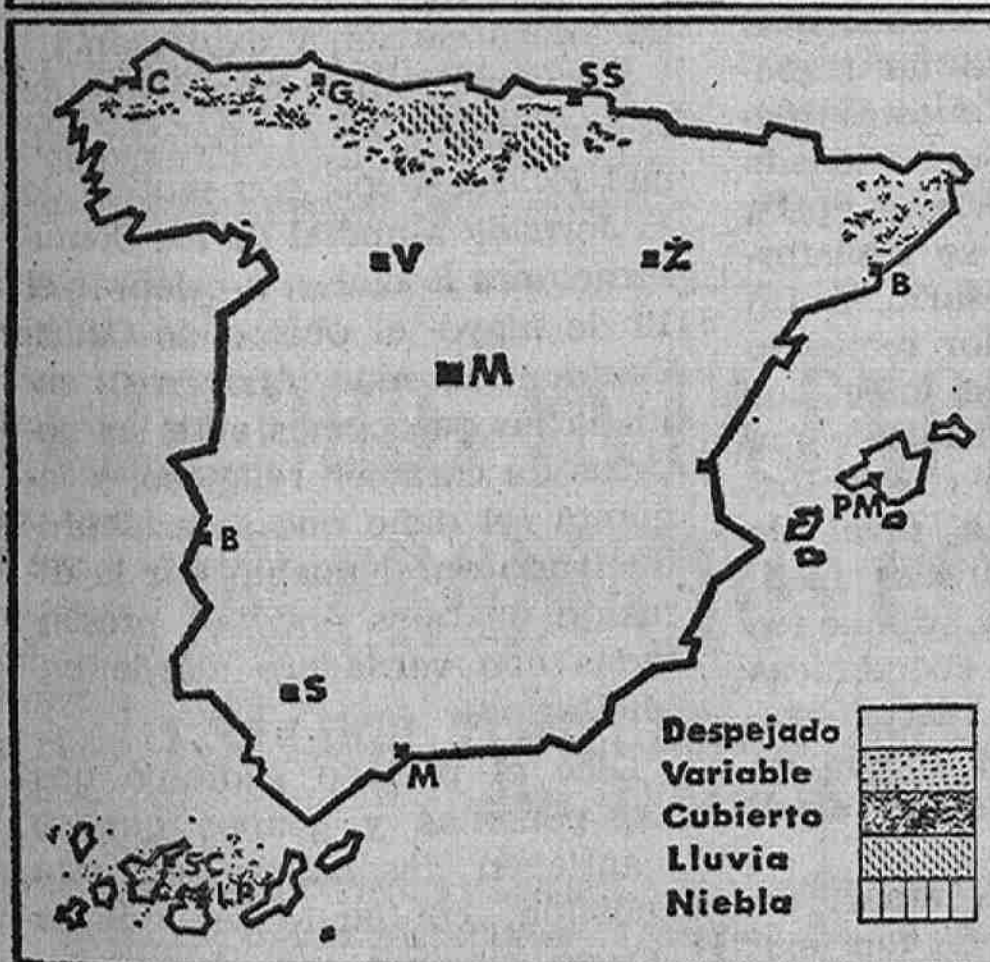 C
G
SS
V
Z
B
M
PM
B
S
M
SC
LP
Despejado
Variable
Cubierto
Lluvia
Niebla